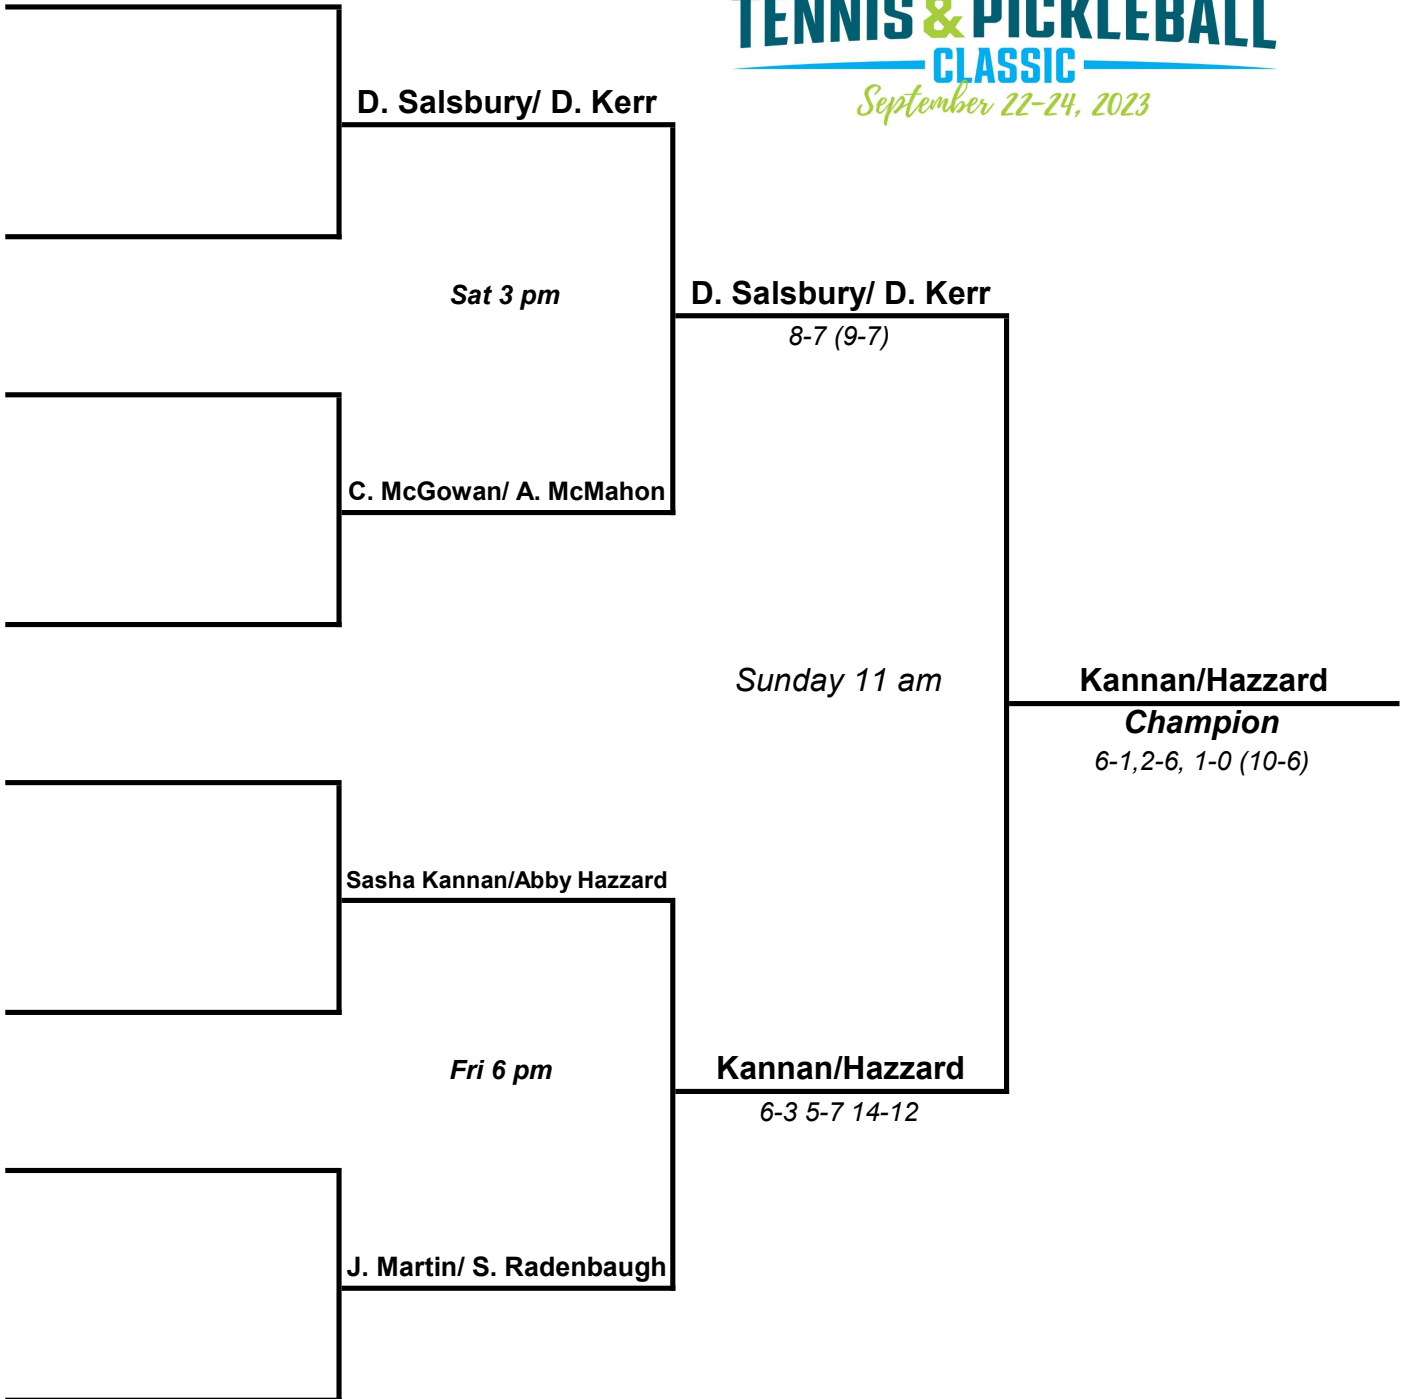 TENNIS & PICKLEBALL
CLASSIC
September 22-24, 2023
D. Salsbury/ D. Kerr
Sat 3 pm
D. Salsbury/ D. Kerr
8-7 (9-7)
C. McGowan/ A. McMahon
Sunday 11 am
Kannan/Hazzard
Champion
6-1,2-6, 1-0 (10-6)
Sasha Kannan/Abby Hazzard
Fri 6 pm
Kannan/Hazzard
6-3 5-7 14-12
J. Martin/ S. Radenbaugh